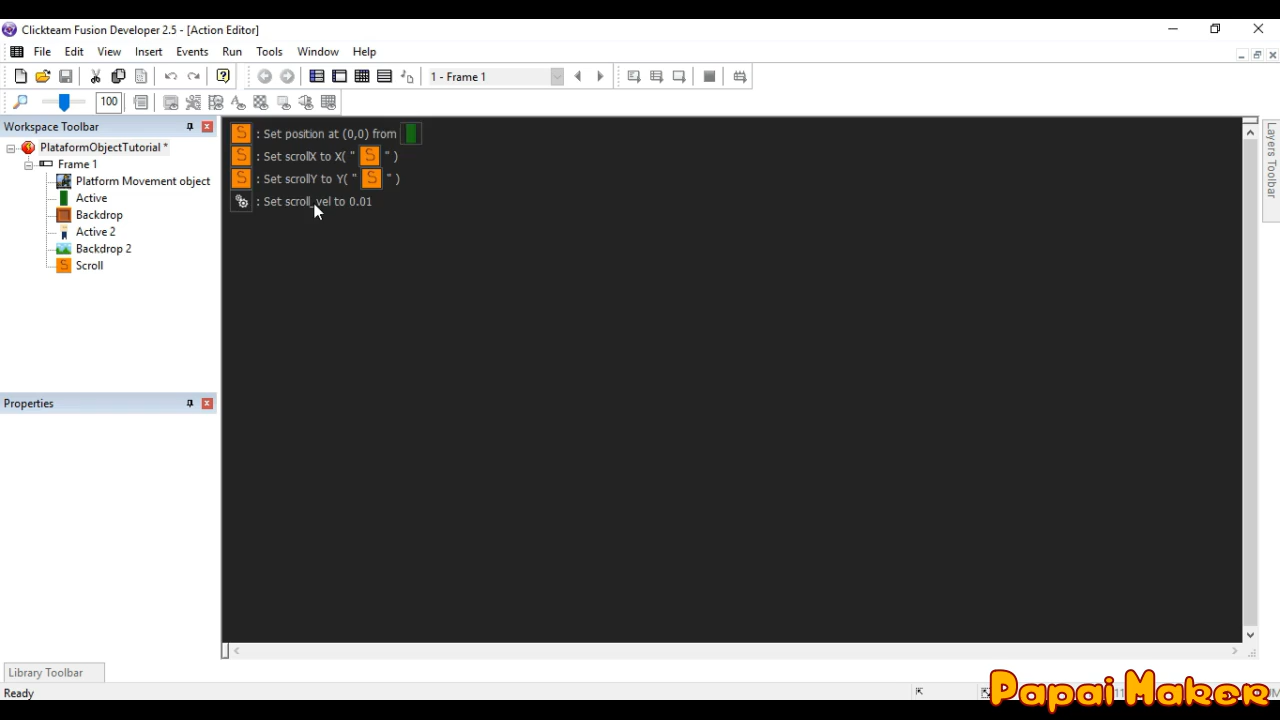 Clickteam Fusion Developer 2.5 - [Action Editor]
File Edit View Insert Events Run Tools Window Help
1 - Frame 1
100
Workspace Toolbar
PlataformObjectTutorial *
Frame 1
Platform Movement object
Active
Backdrop
Active 2
Backdrop 2
S Scroll
Properties
Library Toolbar
Ready
S : Set position at (0,0) from
S : Set scrollX to X( " S " )
S : Set scrollY to Y( " S " )
: Set scroll_vel to 0.01
Layers Toolbar
Papai Maker